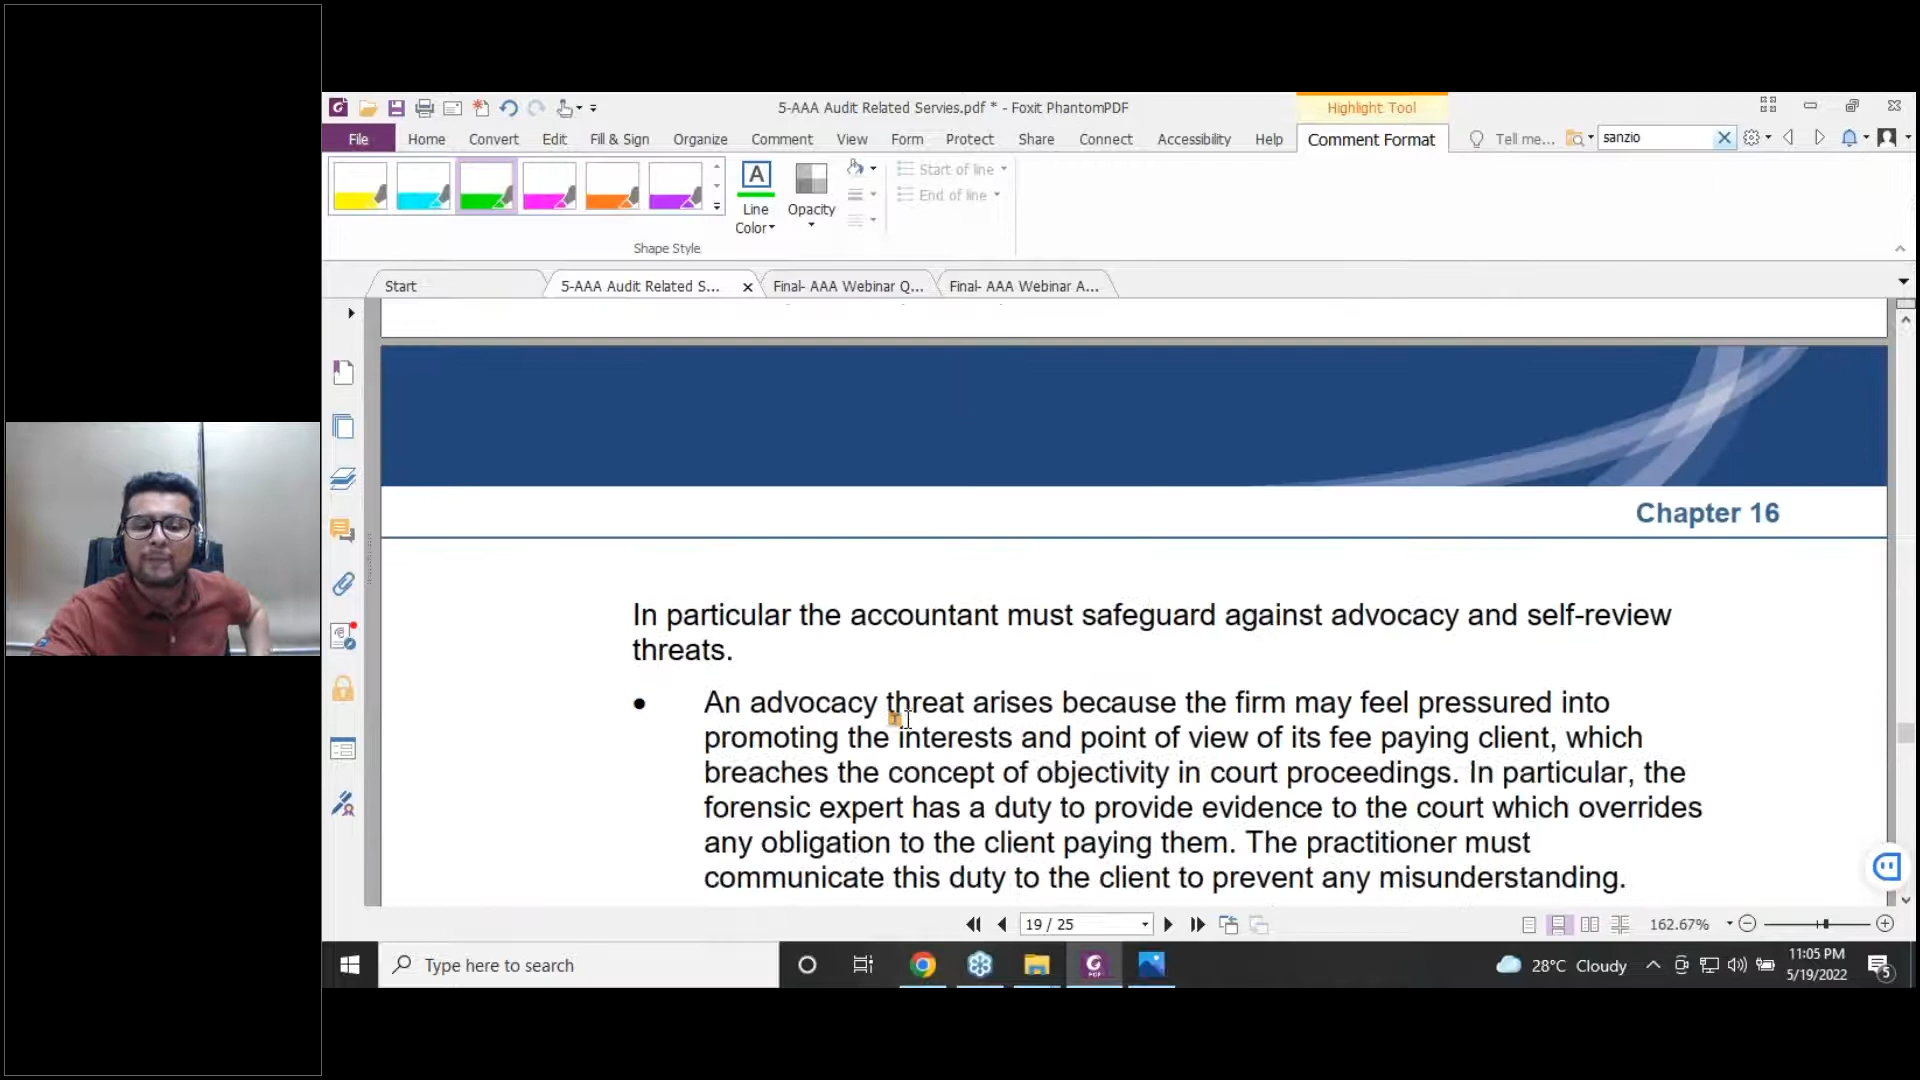 5-AAA Audit Related Servies.pdf * - Foxit PhantomPDF
Highlight Tool
File Home Convert Edit Fill & Sign Organize Comment View Form Protect Share Connect Accessibility Help Comment Format Tell me... sanzio
Line Color
Opacity
Start of line
End of line
Shape Style
Start
5-AAA Audit Related S...
Final- AAA Webinar Q...
Final- AAA Webinar A...
Chapter 16
In particular the accountant must safeguard against advocacy and self-review
threats.
• An advocacy threat arises because the firm may feel pressured into
promoting the interests and point of view of its fee paying client, which
breaches the concept of objectivity in court proceedings. In particular, the
forensic expert has a duty to provide evidence to the court which overrides
any obligation to the client paying them. The practitioner must
communicate this duty to the client to prevent any misunderstanding.
19 / 25
162.67%
Type here to search
28°C Cloudy
11:05 PM
5/19/2022
5